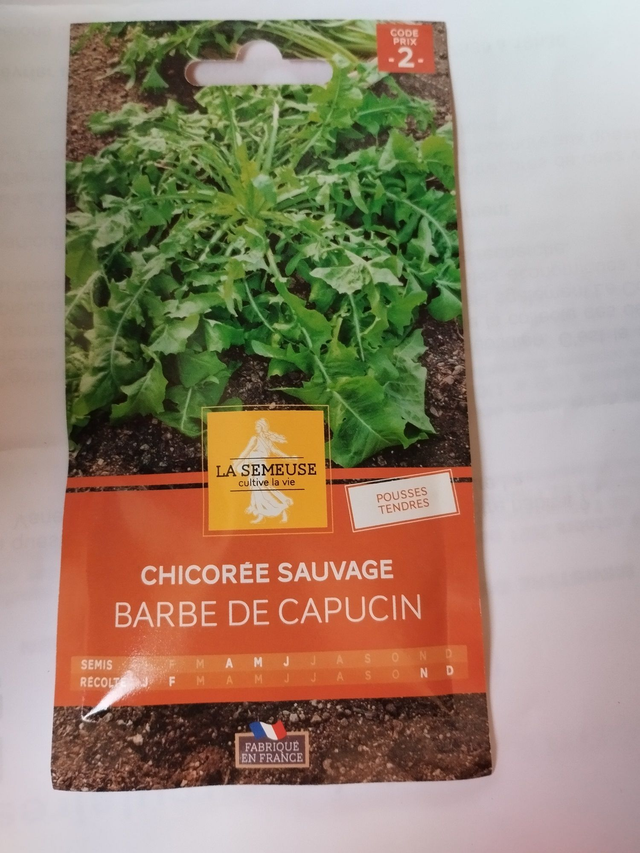 CODE
PRIX
-2-
LA SEMEUSE
cultive la vie
POUSSES
TENDRES
CHICORÉE SAUVAGE
BARBE DE CAPUCIN
SEMIS F M A M J J A S O N D
RÉCOLTE J F M A M J J A S O N D
FABRIQUÉ
EN FRANCE